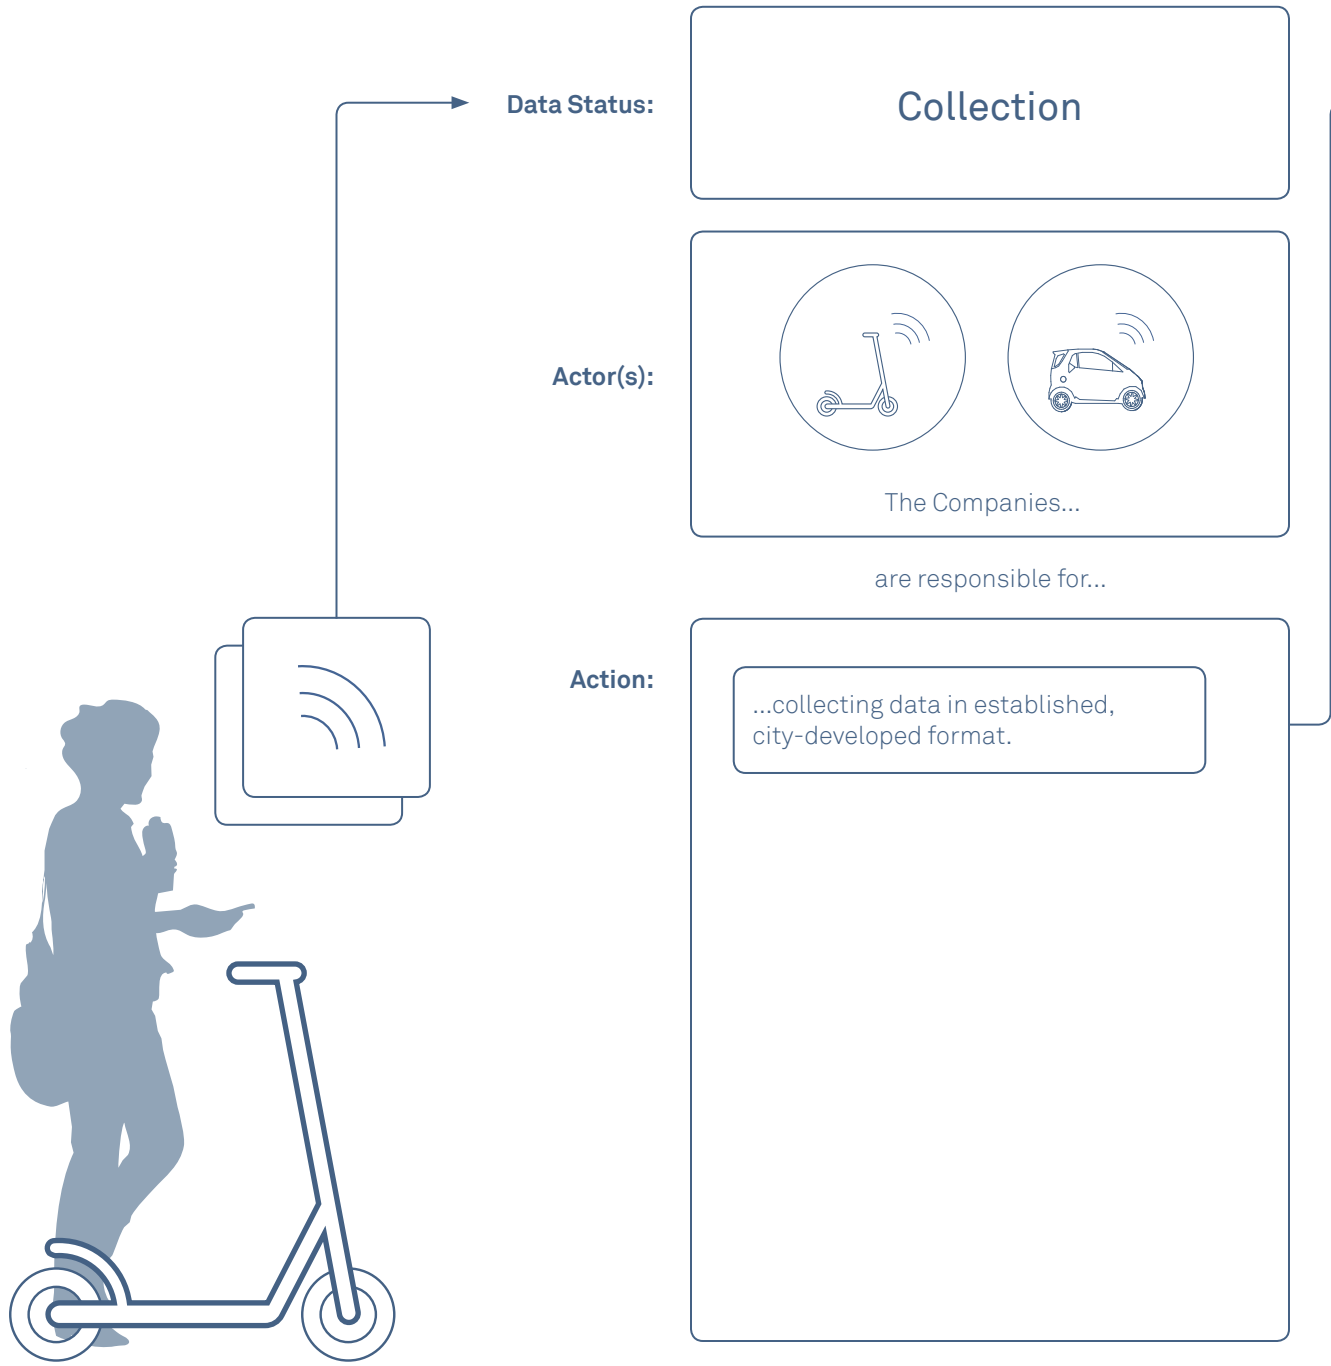 Data Status:
Collection
Actor(s):
The Companies...
are responsible for...
Action:
...collecting data in established,
city-developed format.